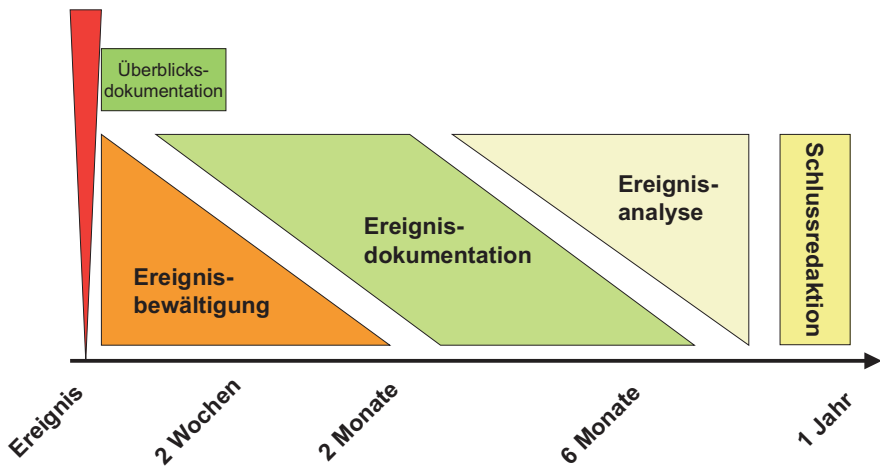 Überblicks-
dokumentation
Ereignis-
bewältigung
Ereignis-
dokumentation
Ereignis-
analyse
Schlussredaktion
Ereignis
2 Wochen
2 Monate
6 Monate
1 Jahr